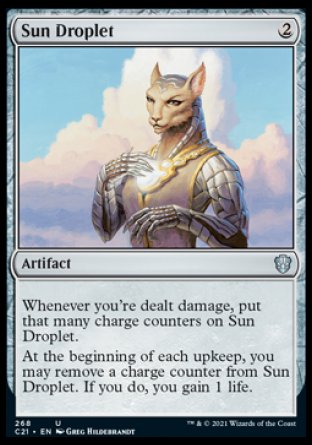 Sun Droplet 2
Artifact
Whenever you're dealt damage, put
that many charge counters on Sun
Droplet.
At the beginning of each upkeep, you
may remove a charge counter from Sun
Droplet. If you do, you gain 1 life.
268 U
C21 • EN Greg Hildebrandt
™ & © 2021 Wizards of the Coast